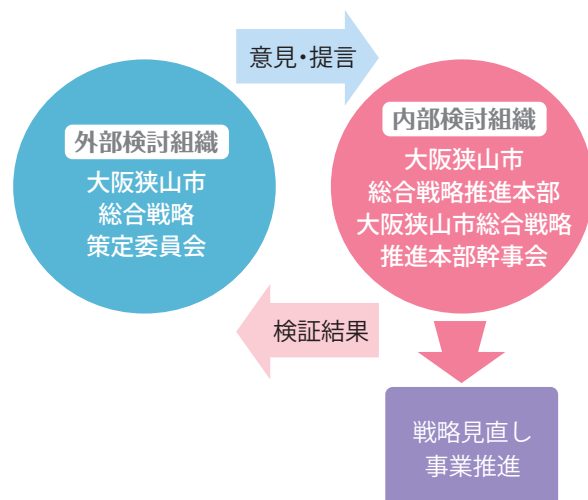 意見・提言
外部検討組織
大阪狭山市
総合戦略
策定委員会
内部検討組織
大阪狭山市
総合戦略推進本部
大阪狭山市総合戦略
推進本部幹事会
検証結果
戦略見直し
事業推進